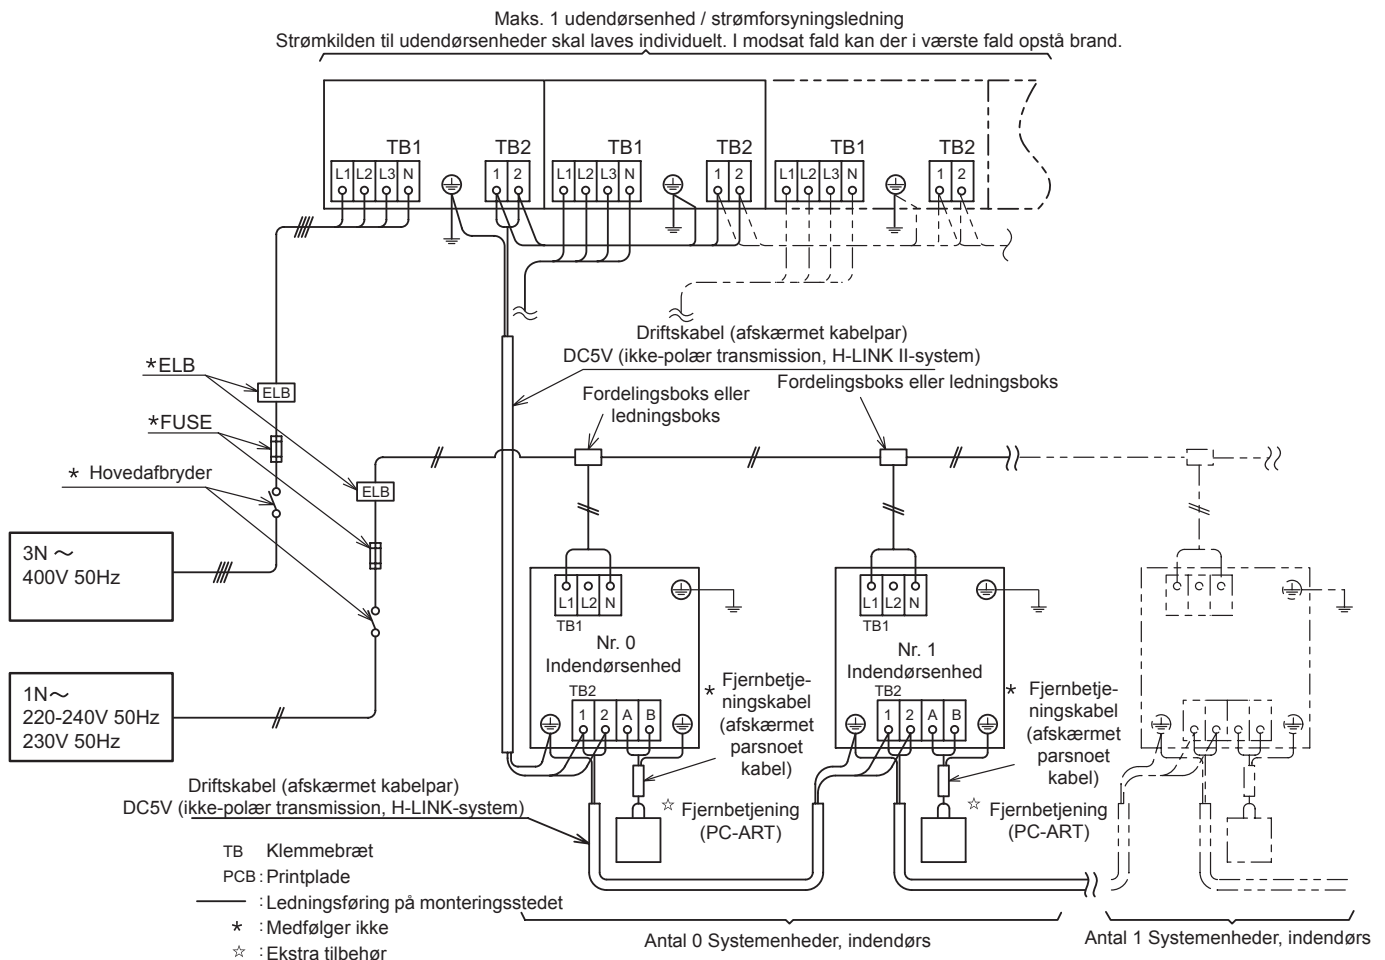 Maks. 1 udendørsenhed / strømforsyningsledning
Strømkilden til udendørsenheder skal laves individuelt. I modsat fald kan der i værste fald opstå brand.
TB1 TB2 TB1 TB2 TB1 TB2
L1 L2 L3 N 1 2 L1 L2 L3 N 1 2 L1 L2 L3 N 1 2
Driftskabel (afskærmet kabelpar)
DC5V (ikke-polær transmission, H-LINK II-system)
*ELB
ELB
Fordelingsboks eller
ledningsboks
Fordelingsboks eller ledningsboks
*FUSE
* Hovedafbryder
ELB
3N ~
400V 50Hz
1N~
220-240V 50Hz
230V 50Hz
L1 L2 N
TB1
Nr. 0
Indendørsenhed
TB2
1 2 A B
* Fjernbetje-
ningskabel
(afskærmet
parsnoet
kabel)
L1 L2 N
TB1
Nr. 1
Indendørsenhed
TB2
1 2 A B
* Fjernbetje-
ningskabel
(afskærmet
parsnoet
kabel)
Driftskabel (afskærmet kabelpar)
DC5V (ikke-polær transmission, H-LINK-system)
☆ Fjernbetjening
(PC-ART)
☆ Fjernbetjening
(PC-ART)
TB Klemmebræt
PCB : Printplade
: Ledningsføring på monteringsstedet
* : Medfølger ikke
☆ : Ekstra tilbehør
Antal 0 Systemenheder, indendørs
Antal 1 Systemenheder, indendørs